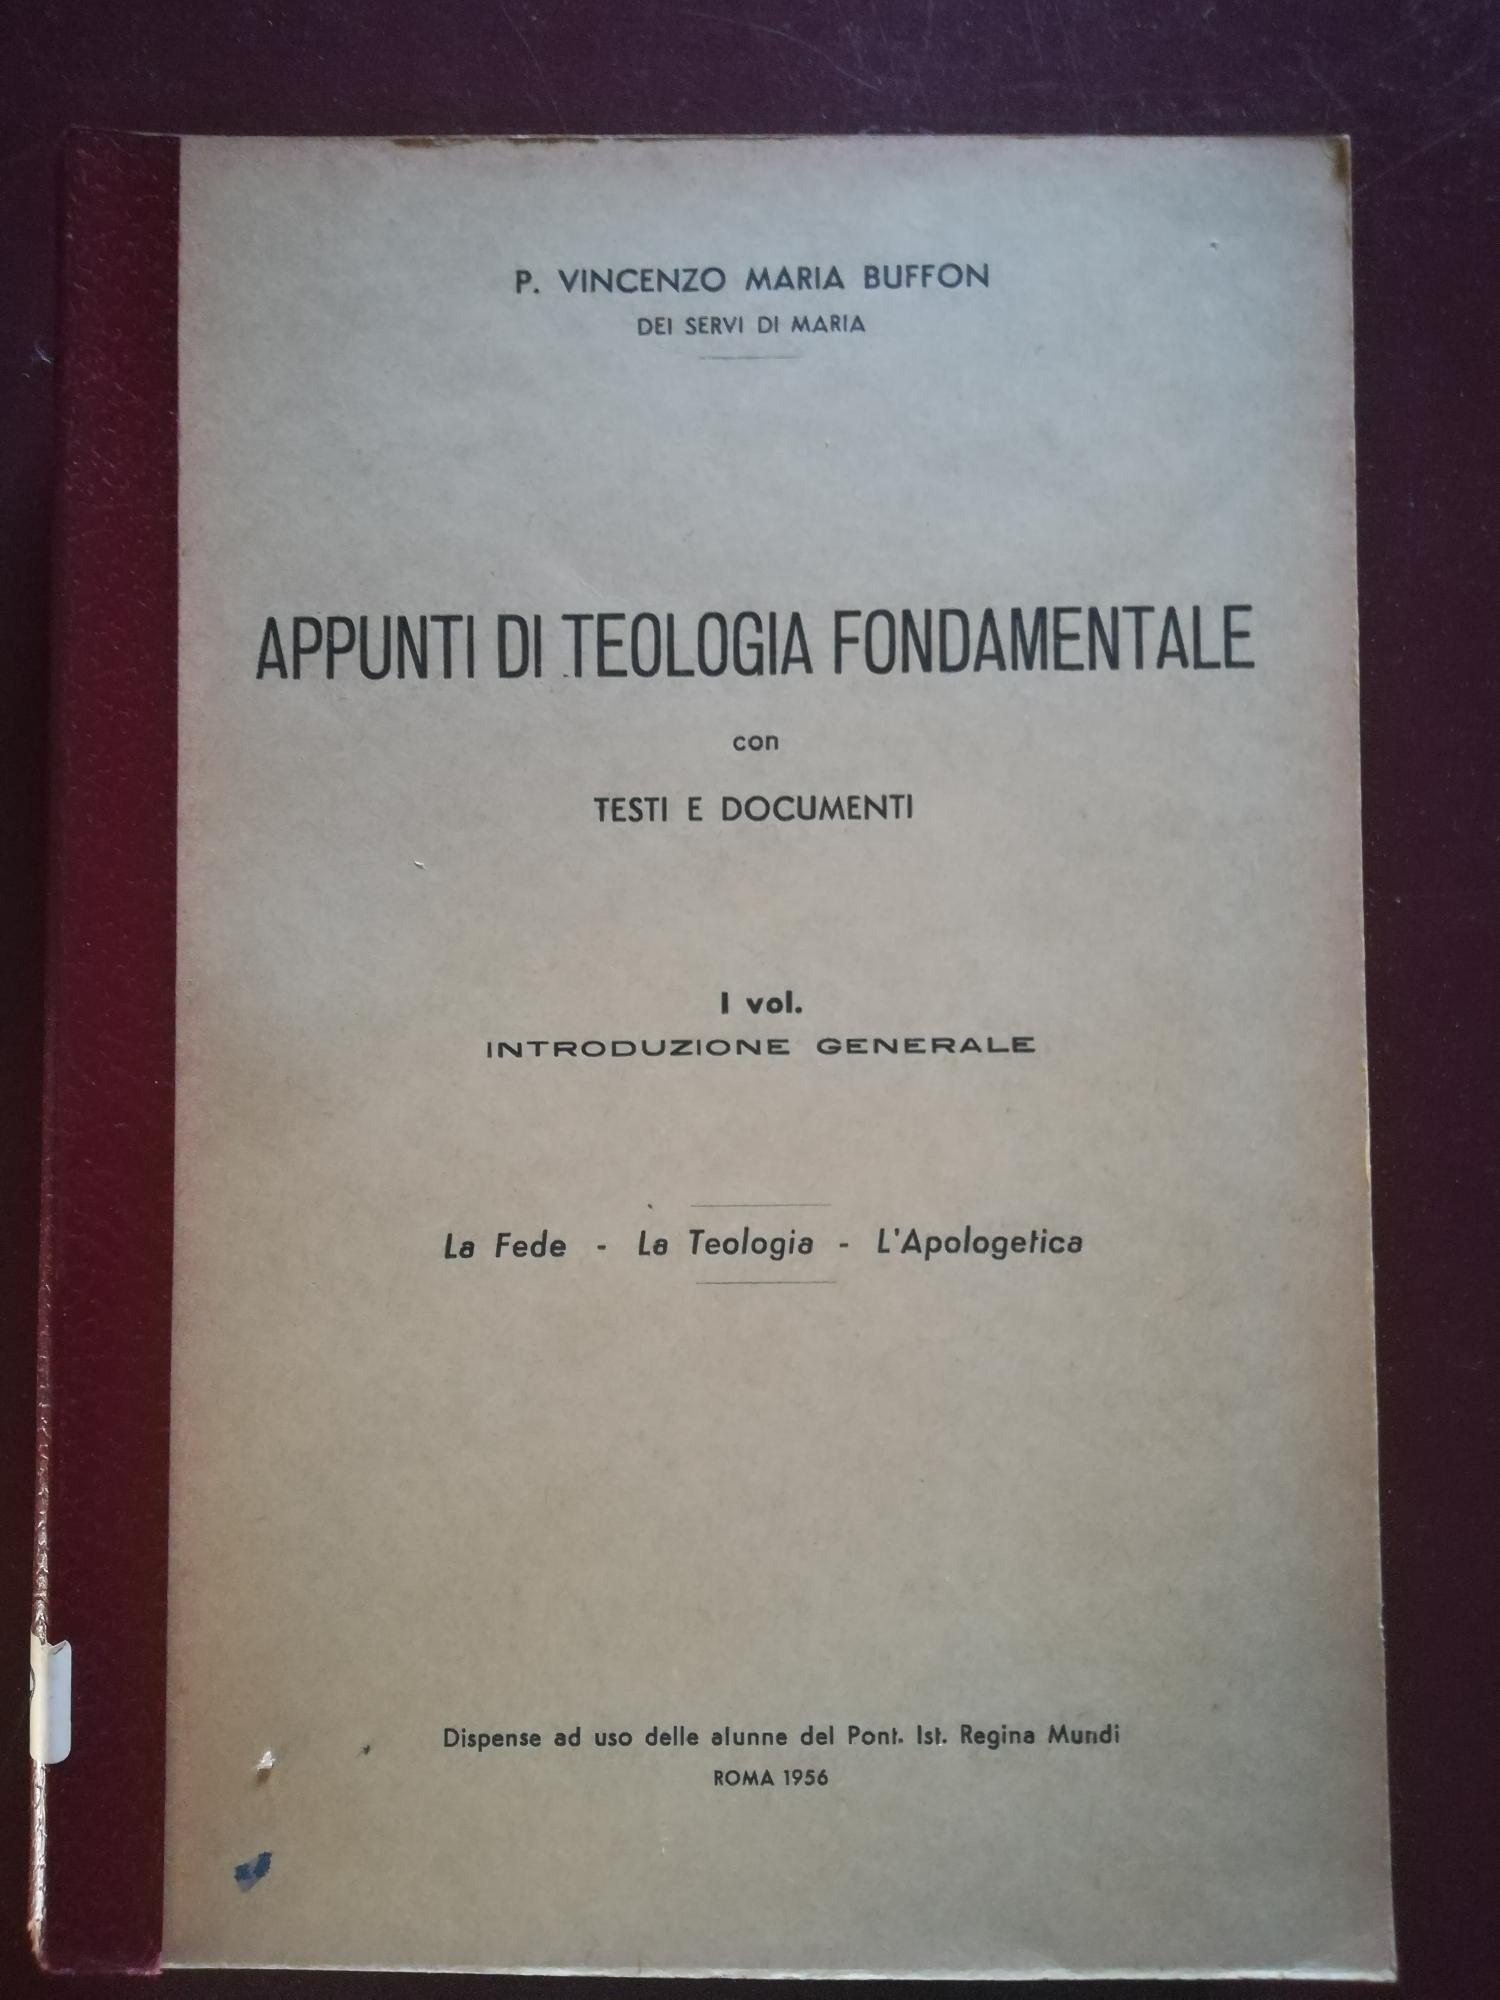 P. VINCENZO MARIA BUFFON
DEI SERVI DI MARIA
APPUNTI DI TEOLOGIA FONDAMENTALE
con
TESTI E DOCUMENTI
I vol.
INTRODUZIONE GENERALE
La Fede - La Teologia - L'Apologetica
Dispense ad uso delle alunne del Pont. Ist. Regina Mundi
ROMA 1956